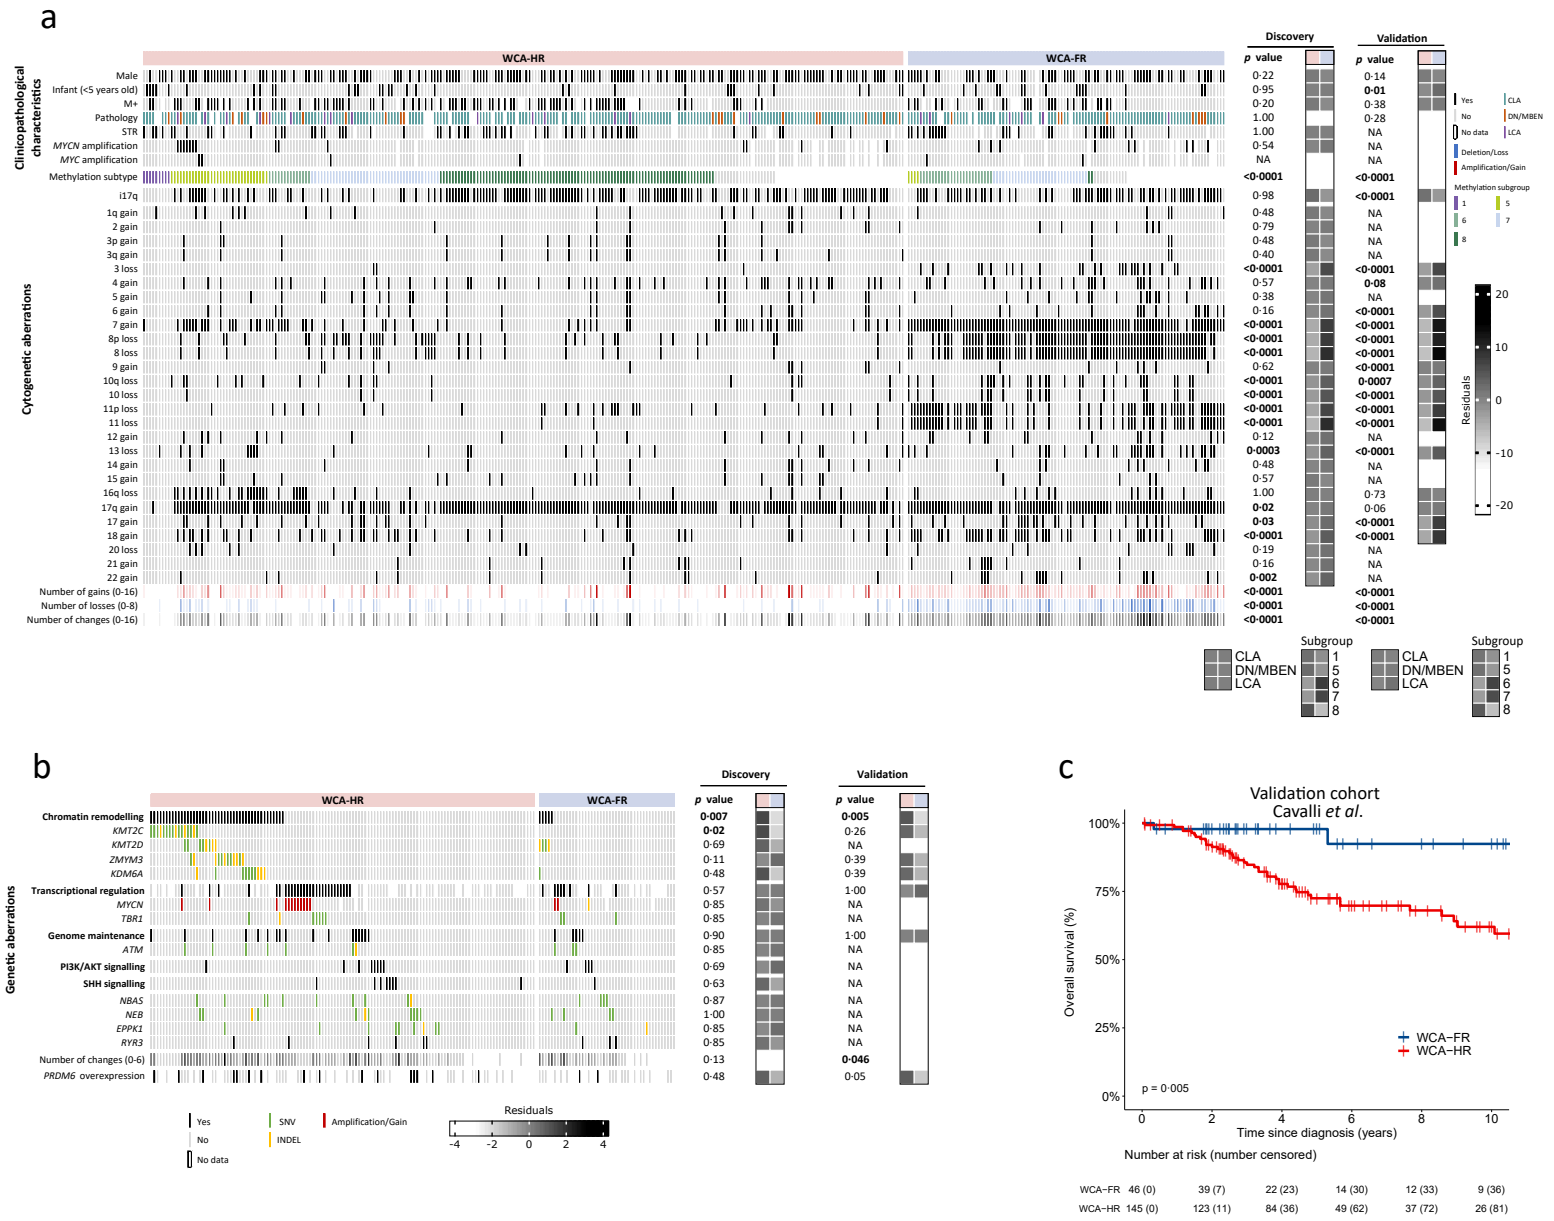 a
Discovery
Validation
WCA-HR
WCA-FR
p value
p value
Clinicopathological characteristics
Male 0·22 0·14
Infant (<5 years old) 0·95 0·01
M+ 0·20 0·38
Pathology 1·00 0·28
STR 1·00 NA
MYCN amplification 0·54 NA
MYC amplification NA NA
Methylation subtype <0·0001 <0·0001
Cytogenetic aberrations
i17q 0·98 <0·0001
1q gain 0·48 NA
2 gain 0·79 NA
3p gain 0·48 NA
3q gain 0·40 NA
3 loss <0·0001 <0·0001
4 gain 0·57 0·08
5 gain 0·38 NA
6 gain 0·16 <0·0001
7 gain <0·0001 <0·0001
8p loss <0·0001 <0·0001
8 loss <0·0001 <0·0001
9 gain 0·62 <0·0001
10q loss <0·0001 0·0007
10 loss <0·0001 <0·0001
11p loss <0·0001 <0·0001
11 loss <0·0001 <0·0001
12 gain 0·12 NA
13 loss 0·0003 <0·0001
14 gain 0·48 NA
15 gain 0·57 NA
16q loss 1·00 0·73
17q gain 0·02 0·06
17 gain 0·03 <0·0001
18 gain <0·0001 <0·0001
20 loss 0·19 NA
21 gain 0·16 NA
22 gain 0·002 NA
Number of gains (0-16) <0·0001 <0·0001
Number of losses (0-8) <0·0001 <0·0001
Number of changes (0-16) <0·0001 <0·0001
Yes CLA
No DN/MBEN
No data LCA
Deletion/Loss
Amplification/Gain
Methylation subgroup
1 5
6 7
8
Residuals
20
10
0
-10
-20
Subgroup
Subgroup
CLA 1 CLA 1
DN/MBEN 5 DN/MBEN 5
LCA 6 LCA 6
7 7
8 8
b
Discovery
Validation
WCA-HR
WCA-FR
p value
p value
Genetic aberrations
Chromatin remodelling 0·007 0·005
KMT2C 0·02 0·26
KMT2D 0·69 NA
ZMYM3 0·11 0·39
KDM6A 0·48 0·39
Transcriptional regulation 0·57 1·00
MYCN 0·85 NA
TBR1 0·85 NA
Genome maintenance 0·90 1·00
ATM 0·85 NA
PI3K/AKT signalling 0·69 NA
SHH signalling 0·63 NA
NBAS 0·87 NA
NEB 1·00 NA
EPPK1 0·85 NA
RYR3 0·85 NA
Number of changes (0-6) 0·13 0·046
PRDM6 overexpression 0·48 0·05
Yes SNV Amplification/Gain
No INDEL
No data
Residuals
-4 -2 0 2 4
c
Validation cohort
Cavalli et al.
Overall survival (%)
100%
75%
50%
25%
0%
WCA−FR
WCA−HR
p = 0·005
0 2 4 6 8 10
Time since diagnosis (years)
Number at risk (number censored)
WCA−FR 46 (0) 39 (7) 22 (23) 14 (30) 12 (33) 9 (36)
WCA−HR 145 (0) 123 (11) 84 (36) 49 (62) 37 (72) 26 (81)